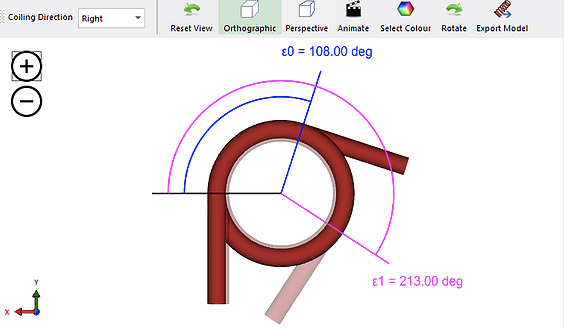 Coiling Direction
Right
Reset View
Orthographic
Perspective
Animate
Select Colour
Rotate
Export Model
ε0 = 108.00 deg
ε1 = 213.00 deg
Y
X